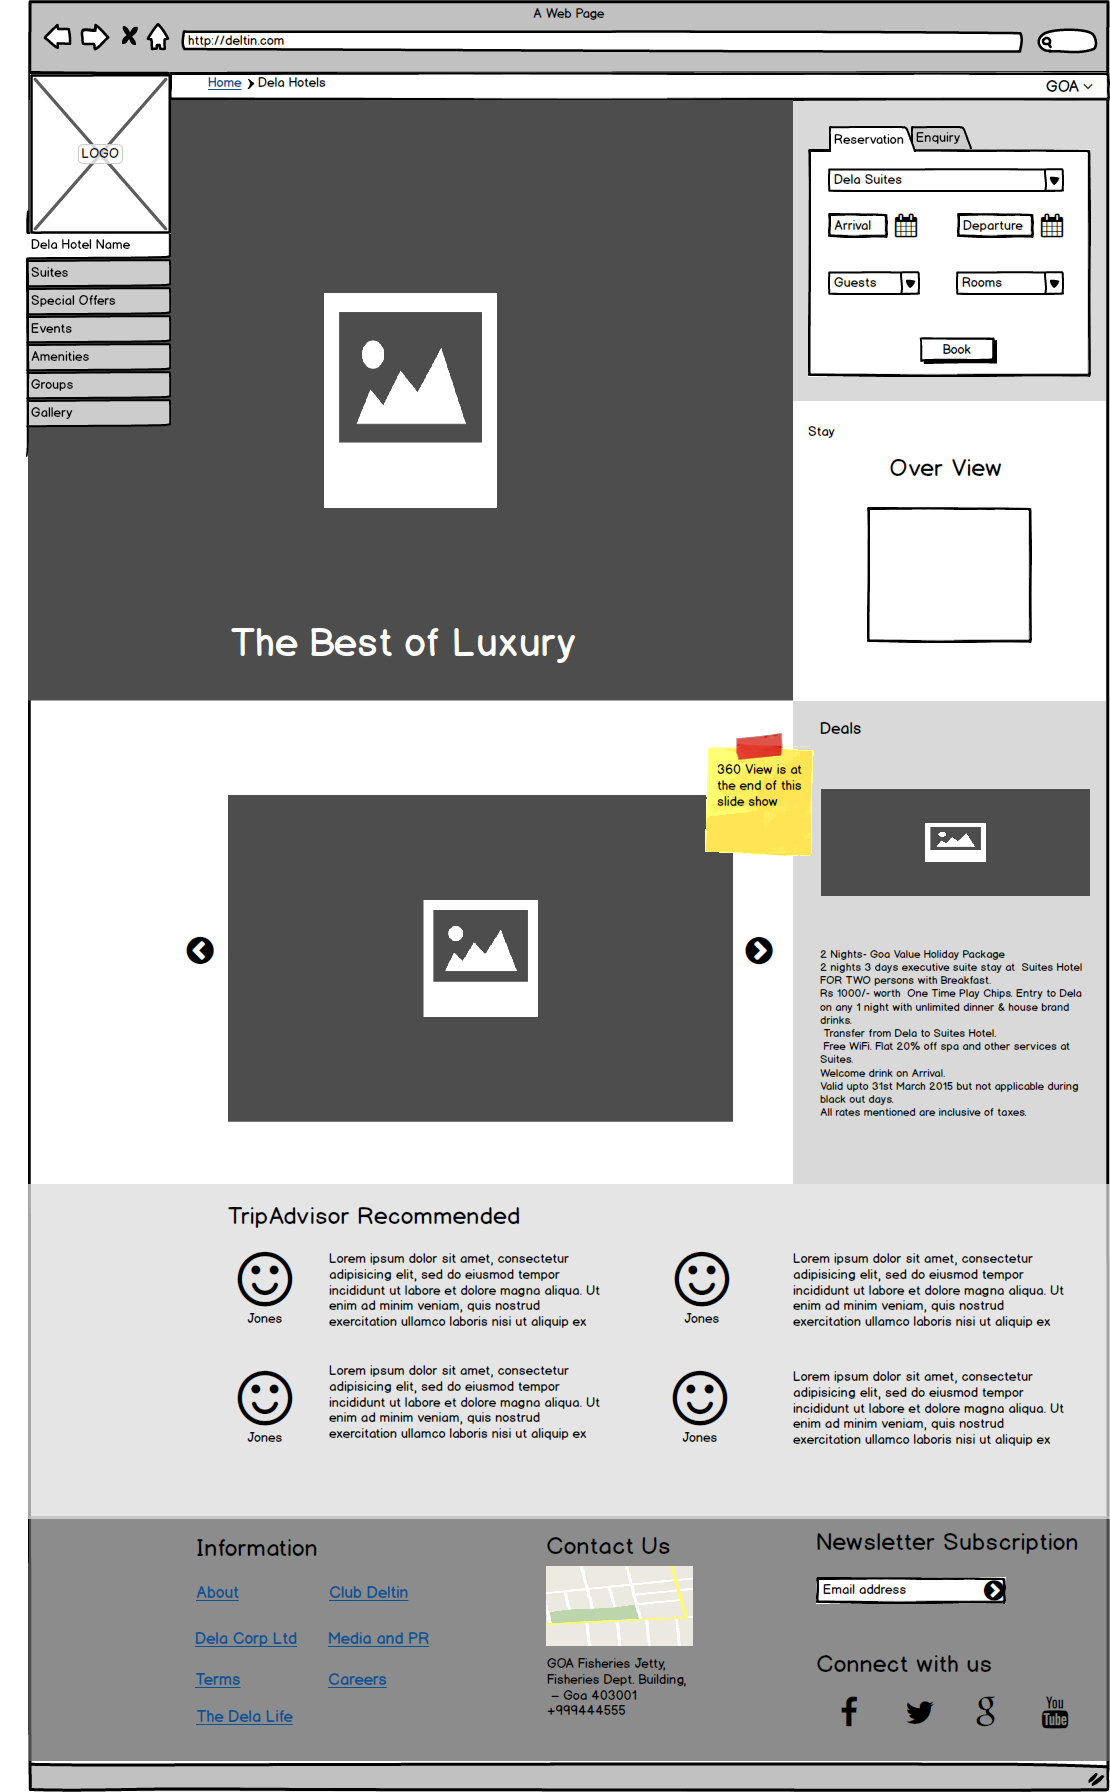 A Web Page
http://deltin.com
Home
Dela Hotels
GOA
LOGO
Dela Hotel Name
Suites
Special Offers
Events
Amenities
Groups
Gallery
The Best of Luxury
Reservation
Enquiry
Dela Suites
Arrival
Departure
Guests
Rooms
Book
Stay
Over View
360 View is at
the end of this
slide show
Deals
2 Nights- Goa Value Holiday Package
2 nights 3 days executive suite stay at  Suites Hotel
FOR TWO persons with Breakfast.
Rs 1000/- worth  One Time Play Chips. Entry to Dela
on any 1 night with unlimited dinner & house brand
drinks.
Transfer from Dela to Suites Hotel.
Free WiFi. Flat 20% off spa and other services at
Suites.
Welcome drink on Arrival.
Valid upto 31st March 2015 but not applicable during
black out days.
All rates mentioned are inclusive of taxes.
TripAdvisor Recommended
Jones
Lorem ipsum dolor sit amet, consectetur
adipisicing elit, sed do eiusmod tempor
incididunt ut labore et dolore magna aliqua. Ut
enim ad minim veniam, quis nostrud
exercitation ullamco laboris nisi ut aliquip ex
Jones
Lorem ipsum dolor sit amet, consectetur
adipisicing elit, sed do eiusmod tempor
incididunt ut labore et dolore magna aliqua. Ut
enim ad minim veniam, quis nostrud
exercitation ullamco laboris nisi ut aliquip ex
Jones
Lorem ipsum dolor sit amet, consectetur
adipisicing elit, sed do eiusmod tempor
incididunt ut labore et dolore magna aliqua. Ut
enim ad minim veniam, quis nostrud
exercitation ullamco laboris nisi ut aliquip ex
Jones
Lorem ipsum dolor sit amet, consectetur
adipisicing elit, sed do eiusmod tempor
incididunt ut labore et dolore magna aliqua. Ut
enim ad minim veniam, quis nostrud
exercitation ullamco laboris nisi ut aliquip ex
Information
About
Club Deltin
Dela Corp Ltd
Media and PR
Terms
Careers
The Dela Life
Contact Us
GOA Fisheries Jetty,
Fisheries Dept. Building,
– Goa 403001
+999444555
Newsletter Subscription
Email address
Connect with us
f
g
You
Tube